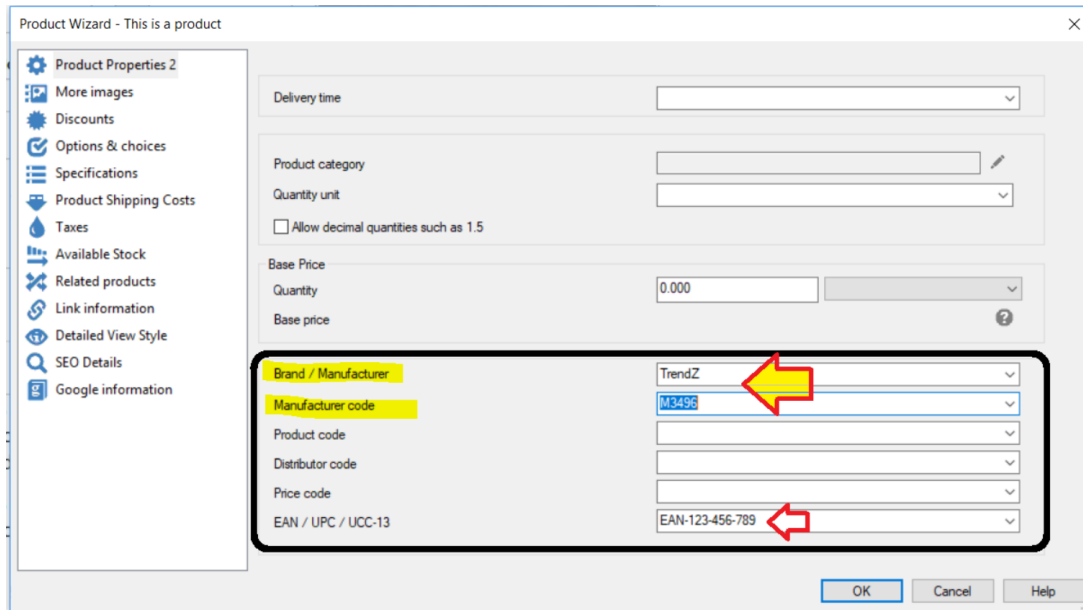 Product Wizard - This is a product
Product Properties 2
More images
Discounts
Options & choices
Specifications
Product Shipping Costs
Taxes
Available Stock
Related products
Link information
Detailed View Style
SEO Details
Google information
Delivery time
Product category
Quantity unit
Allow decimal quantities such as 1.5
Base Price
Quantity 0.000
Base price
Brand / Manufacturer TrendZ
Manufacturer code M3496
Product code
Distributor code
Price code
EAN / UPC / UCC-13 EAN-123-456-789
OK Cancel Help